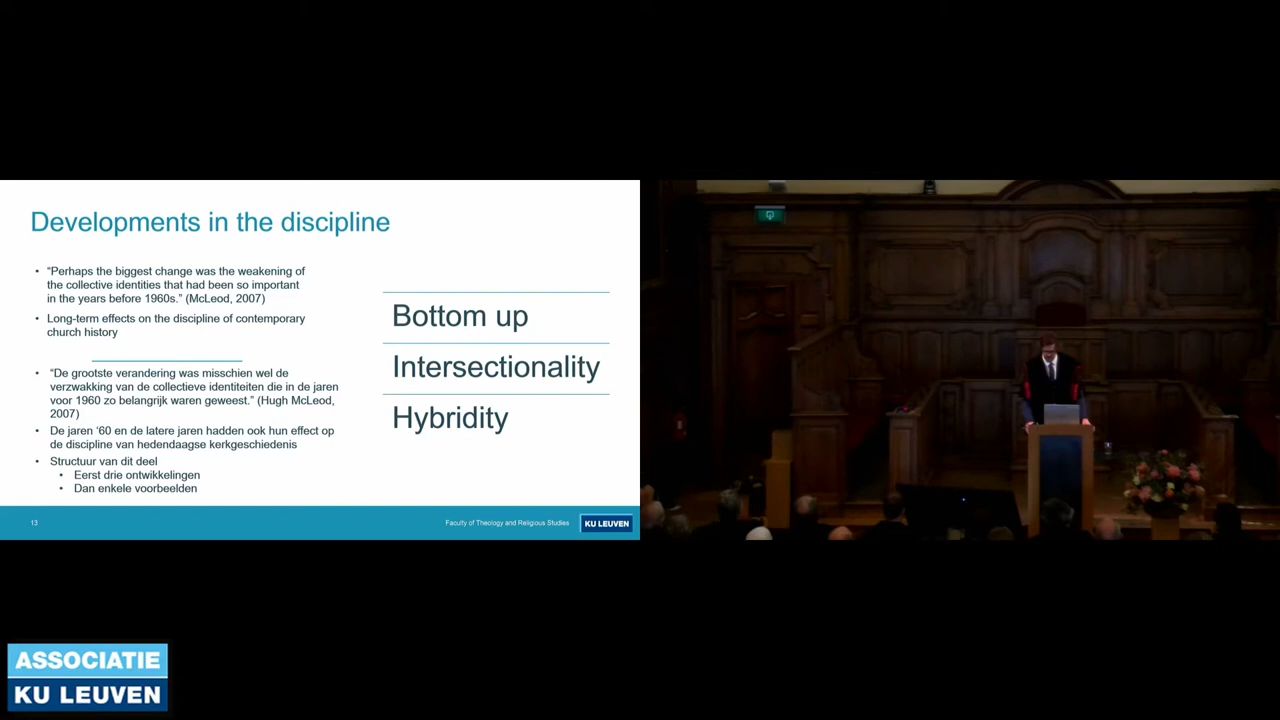 Developments in the discipline
• “Perhaps the biggest change was the weakening of
the collective identities that had been so important
in the years before 1960s.” (McLeod, 2007)
• Long-term effects on the discipline of contemporary
church history
• “De grootste verandering was misschien wel de
verzwakking van de collectieve identiteiten die in de jaren
voor 1960 zo belangrijk waren geweest.” (Hugh McLeod,
2007)
• De jaren ‘60 en de latere jaren hadden ook hun effect op
de discipline van hedendaagse kerkgeschiedenis
• Structuur van dit deel
• Eerst drie ontwikkelingen
• Dan enkele voorbeelden
Bottom up
Intersectionality
Hybridity
13
Faculty of Theology and Religious Studies
KU LEUVEN
ASSOCIATIE
KU LEUVEN